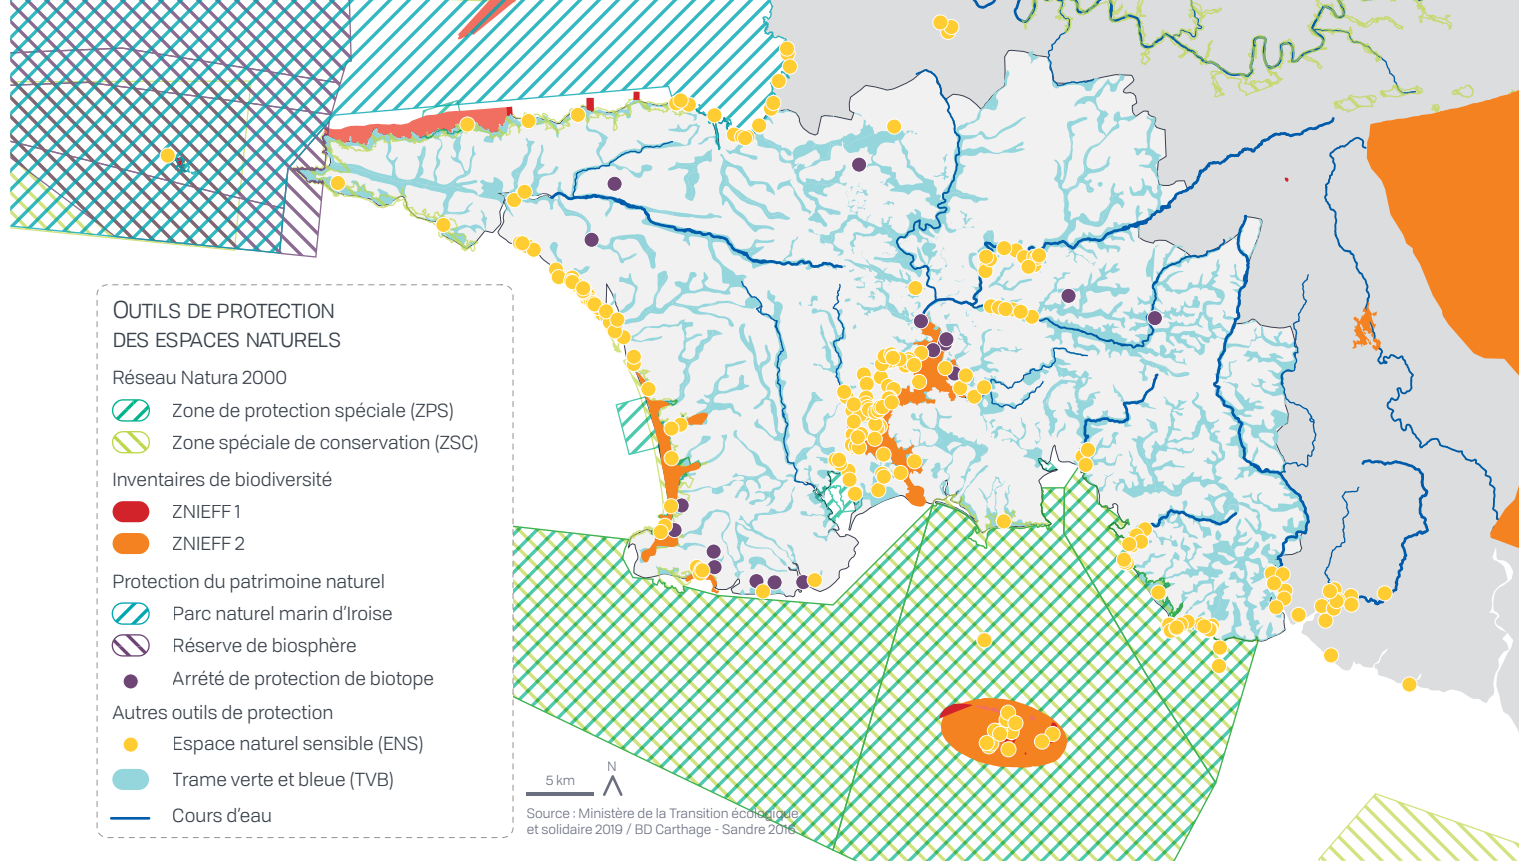 OUTILS DE PROTECTION
DES ESPACES NATURELS
Réseau Natura 2000
Zone de protection spéciale (ZPS)
Zone spéciale de conservation (ZSC)
Inventaires de biodiversité
ZNIEFF 1
ZNIEFF 2
Protection du patrimoine naturel
Parc naturel marin d'Iroise
Réserve de biosphère
Arrété de protection de biotope
Autres outils de protection
Espace naturel sensible (ENS)
Trame verte et bleue (TVB)
Cours d'eau
5 km
N
Source : Ministère de la Transition écologique
et solidaire 2019 / BD Carthage - Sandre 2016